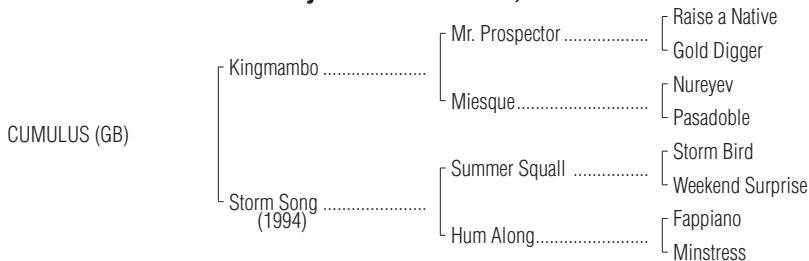 Raise a Native
Mr. Prospector ..................
Gold Digger
Kingmambo ......................
Nureyev
Miesque............................
Pasadoble
CUMULUS (GB)
Storm Bird
Summer Squall ................
Weekend Surprise
Storm Song ......................
(1994)
Fappiano
Hum Along........................
Minstress